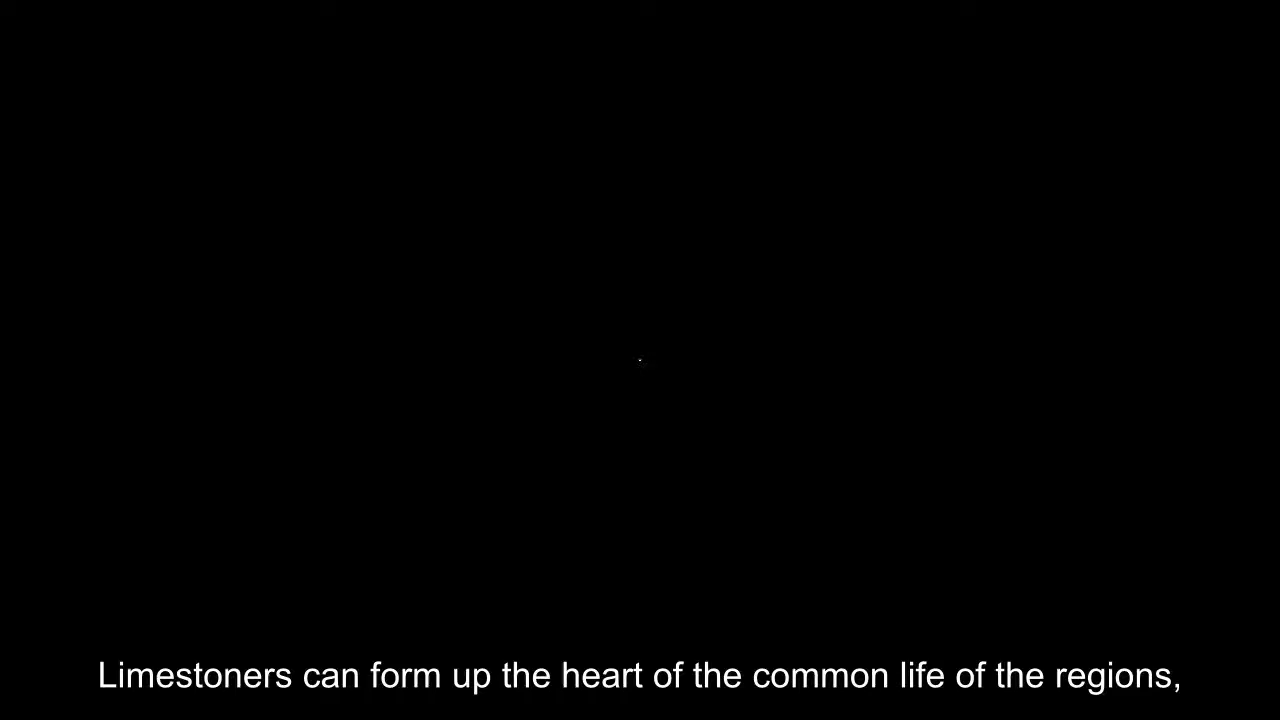 Limestoners can form up the heart of the common life of the regions,